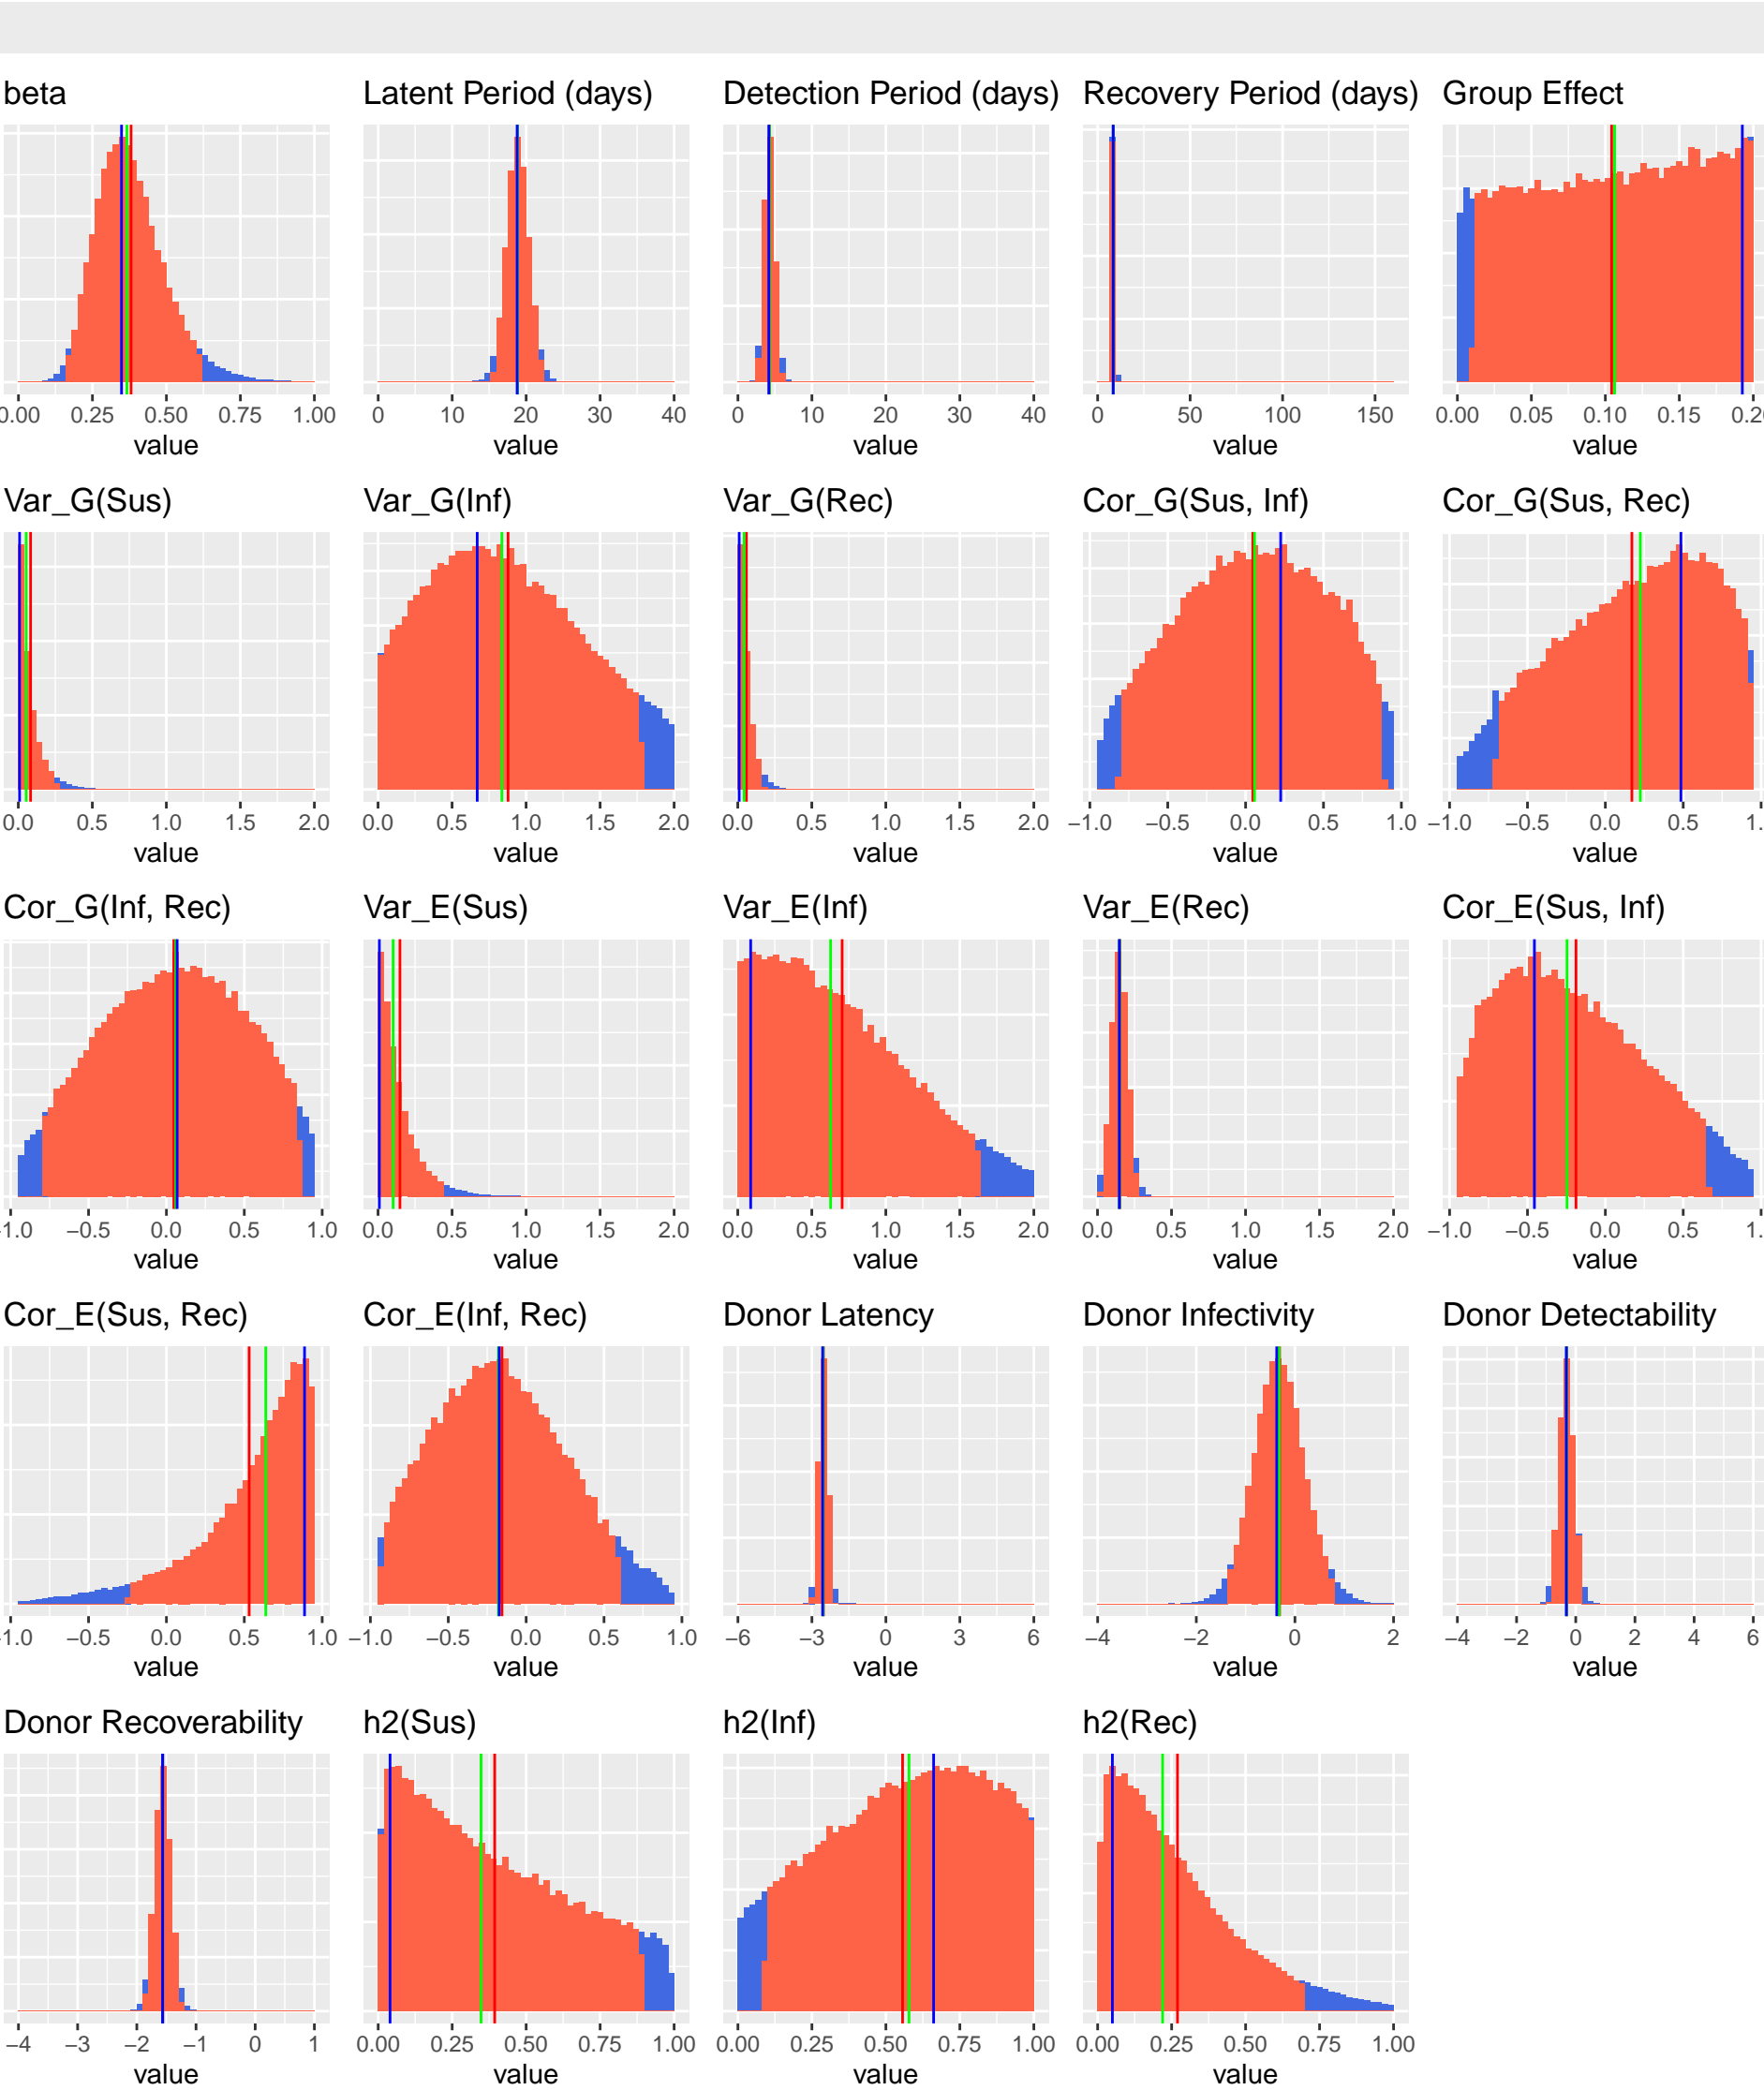 beta Latent Period (days) Detection Period (days) Recovery Period (days) Group Effect
0.00 0.25 0.50 0.75 1.00 0 10 20 30 40 0 10 20 30 40 0 50 100 150 0.00 0.05 0.10 0.15
value value value value value
Var_G(Sus) Var_G(Inf) Var_G(Rec) Cor_G(Sus, Inf) Cor_G(Sus, Rec)
0.0 0.5 1.0 1.5 2.0 0.0 0.5 1.0 1.5 2.0 0.0 0.5 1.0 1.5 2.0 −1.0 −0.5 0.0 0.5 1.0 −1.0 −0.5 0.0 0.5
value value value value value
Cor_G(Inf, Rec) Var_E(Sus) Var_E(Inf) Var_E(Rec) Cor_E(Sus, Inf)
−1.0 −0.5 0.0 0.5 1.0 0.0 0.5 1.0 1.5 2.0 0.0 0.5 1.0 1.5 2.0 0.0 0.5 1.0 1.5 2.0 −1.0 −0.5 0.0 0.5
value value value value value
Cor_E(Sus, Rec) Cor_E(Inf, Rec) Donor Latency Donor Infectivity Donor Detectability
−1.0 −0.5 0.0 0.5 1.0 −1.0 −0.5 0.0 0.5 1.0 −6 −3 0 3 6 −4 −2 0 2 −4 −2 0 2 4 6
value value value value value
Donor Recoverability h2(Sus) h2(Inf) h2(Rec)
−4 −3 −2 −1 0 1 0.00 0.25 0.50 0.75 1.00 0.00 0.25 0.50 0.75 1.00 0.00 0.25 0.50 0.75 1.00
value value value value